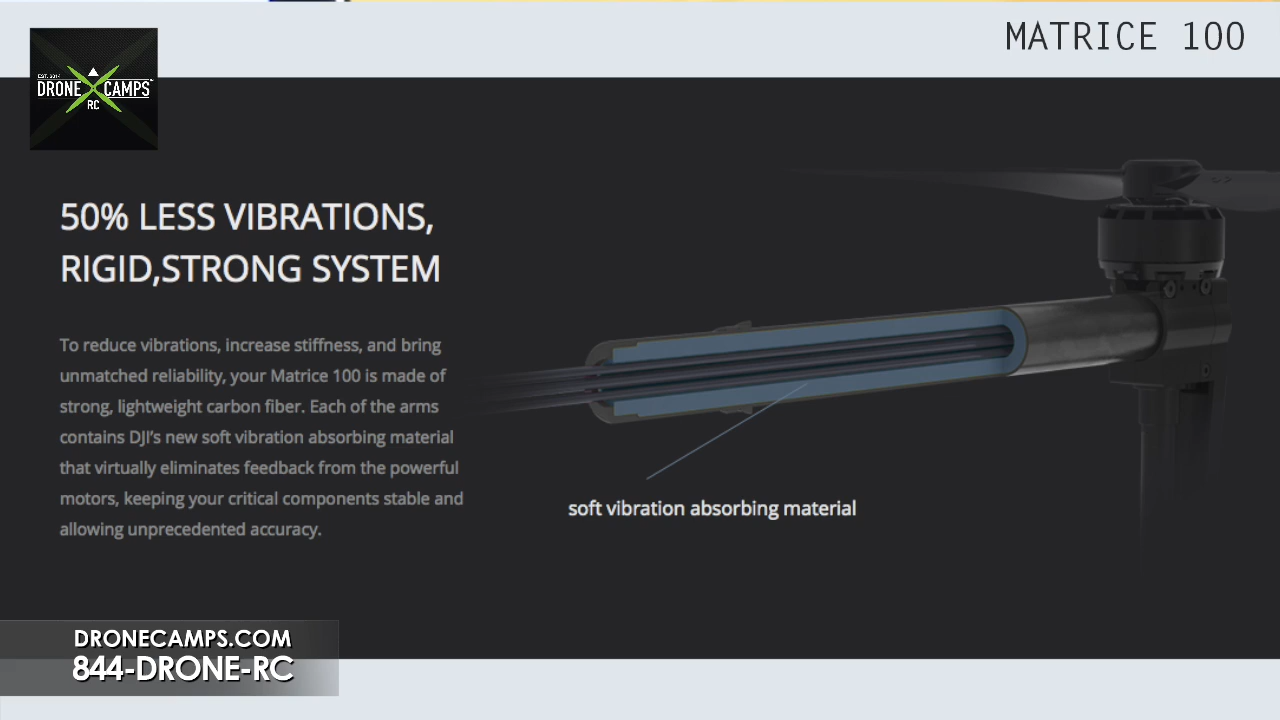 MATRICE 100
EST. 2014
DRONE CAMPS
RC
50% LESS VIBRATIONS,
RIGID,STRONG SYSTEM
To reduce vibrations, increase stiffness, and bring
unmatched reliability, your Matrice 100 is made of
strong, lightweight carbon fiber. Each of the arms
contains DJI's new soft vibration absorbing material
that virtually eliminates feedback from the powerful
motors, keeping your critical components stable and
allowing unprecedented accuracy.
soft vibration absorbing material
DRONECAMPS.COM
844-DRONE-RC